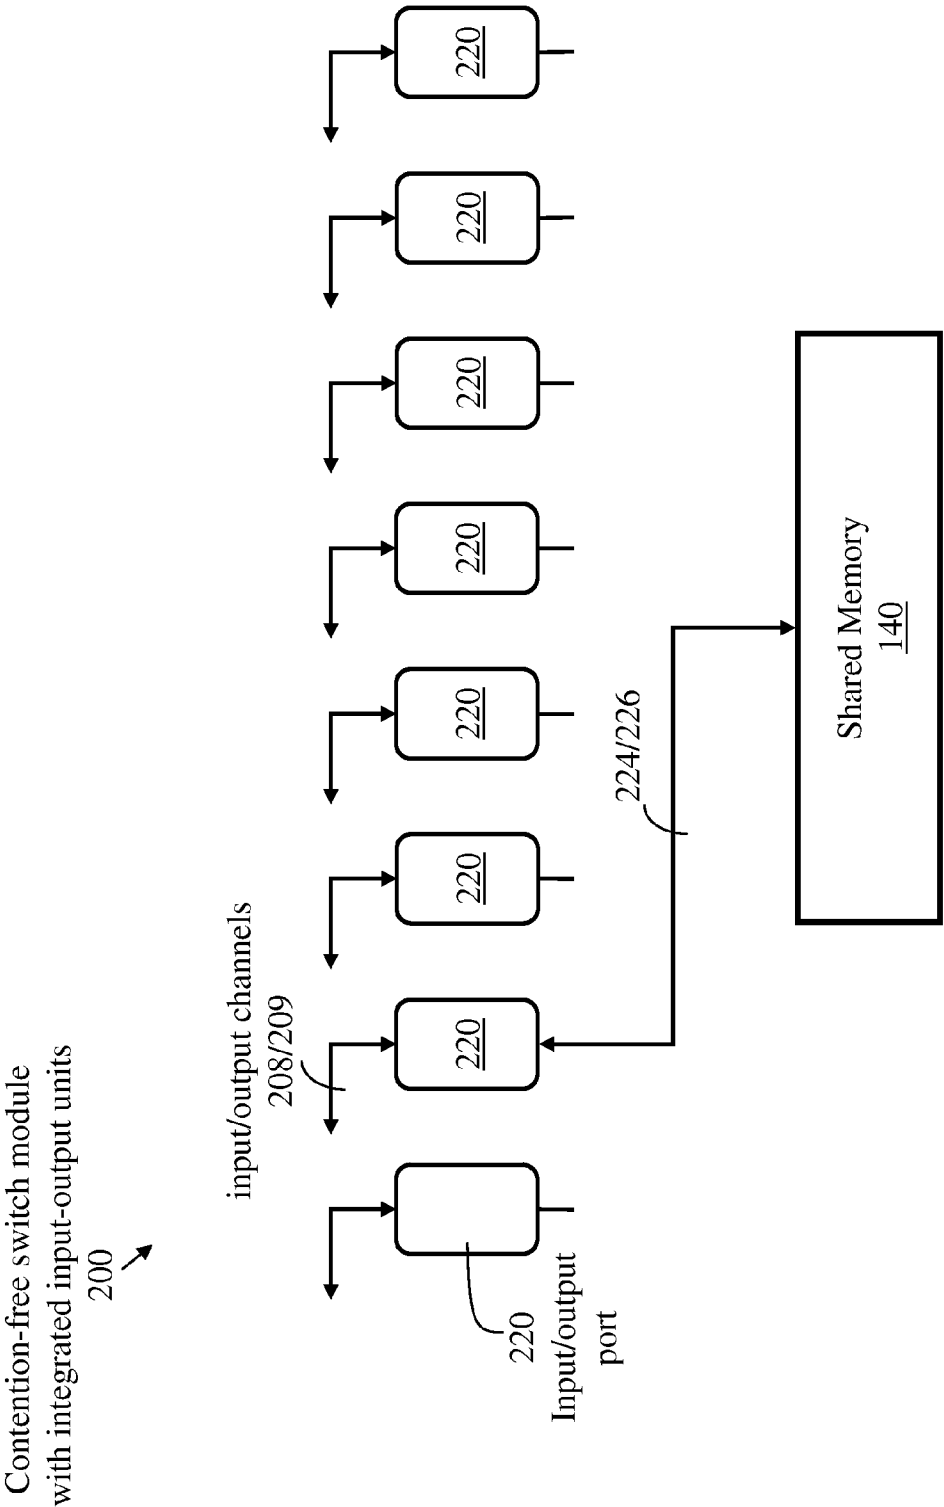 Contention-free switch module
with integrated input-output units
200
input/output channels
208/209
220
Input/output
port
220
220
220
220
220
220
220
224/226
Shared Memory
140